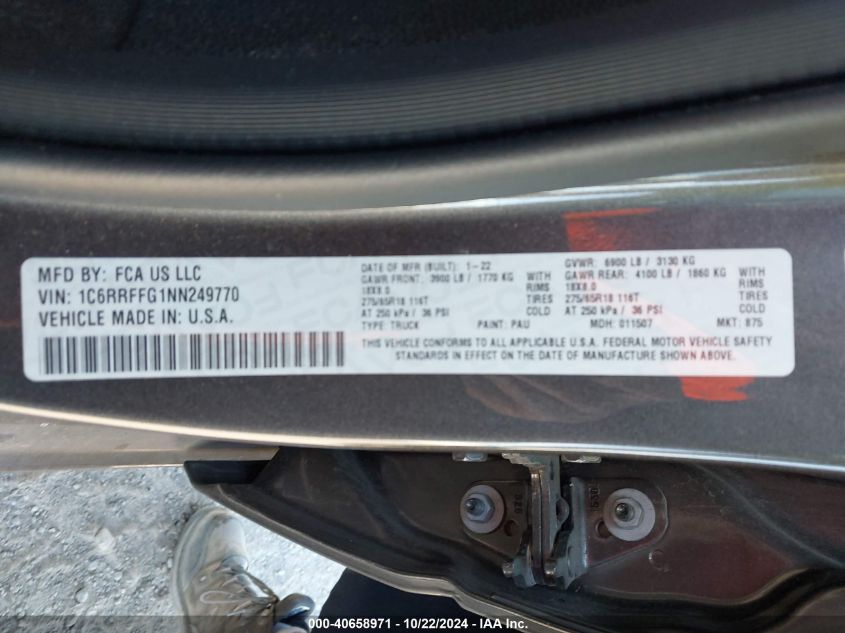 MFD BY: FCA US LLC
VIN: 1C6RRFFG1NN249770
VEHICLE MADE IN: U.S.A.
DATE OF MFR (BUILT): 1-22
GAWR FRONT: 3900 LB / 1770 KG WITH
18X8.0 RIMS
275/65R18 116T TIRES
AT 250 kPa / 36 PSI COLD
TYPE: TRUCK PAINT: PAU
GVWR: 6900 LB / 3130 KG
GAWR REAR: 4100 LB / 1860 KG WITH
18X8.0 RIMS
275/65R18 116T TIRES
AT 250 kPa / 36 PSI COLD
MDH: 011507 MKT: 875
THIS VEHICLE CONFORMS TO ALL APPLICABLE U.S.A. FEDERAL MOTOR VEHICLE SAFETY
STANDARDS IN EFFECT ON THE DATE OF MANUFACTURE SHOWN ABOVE.
000-40658971 - 10/22/2024 - IAA Inc.